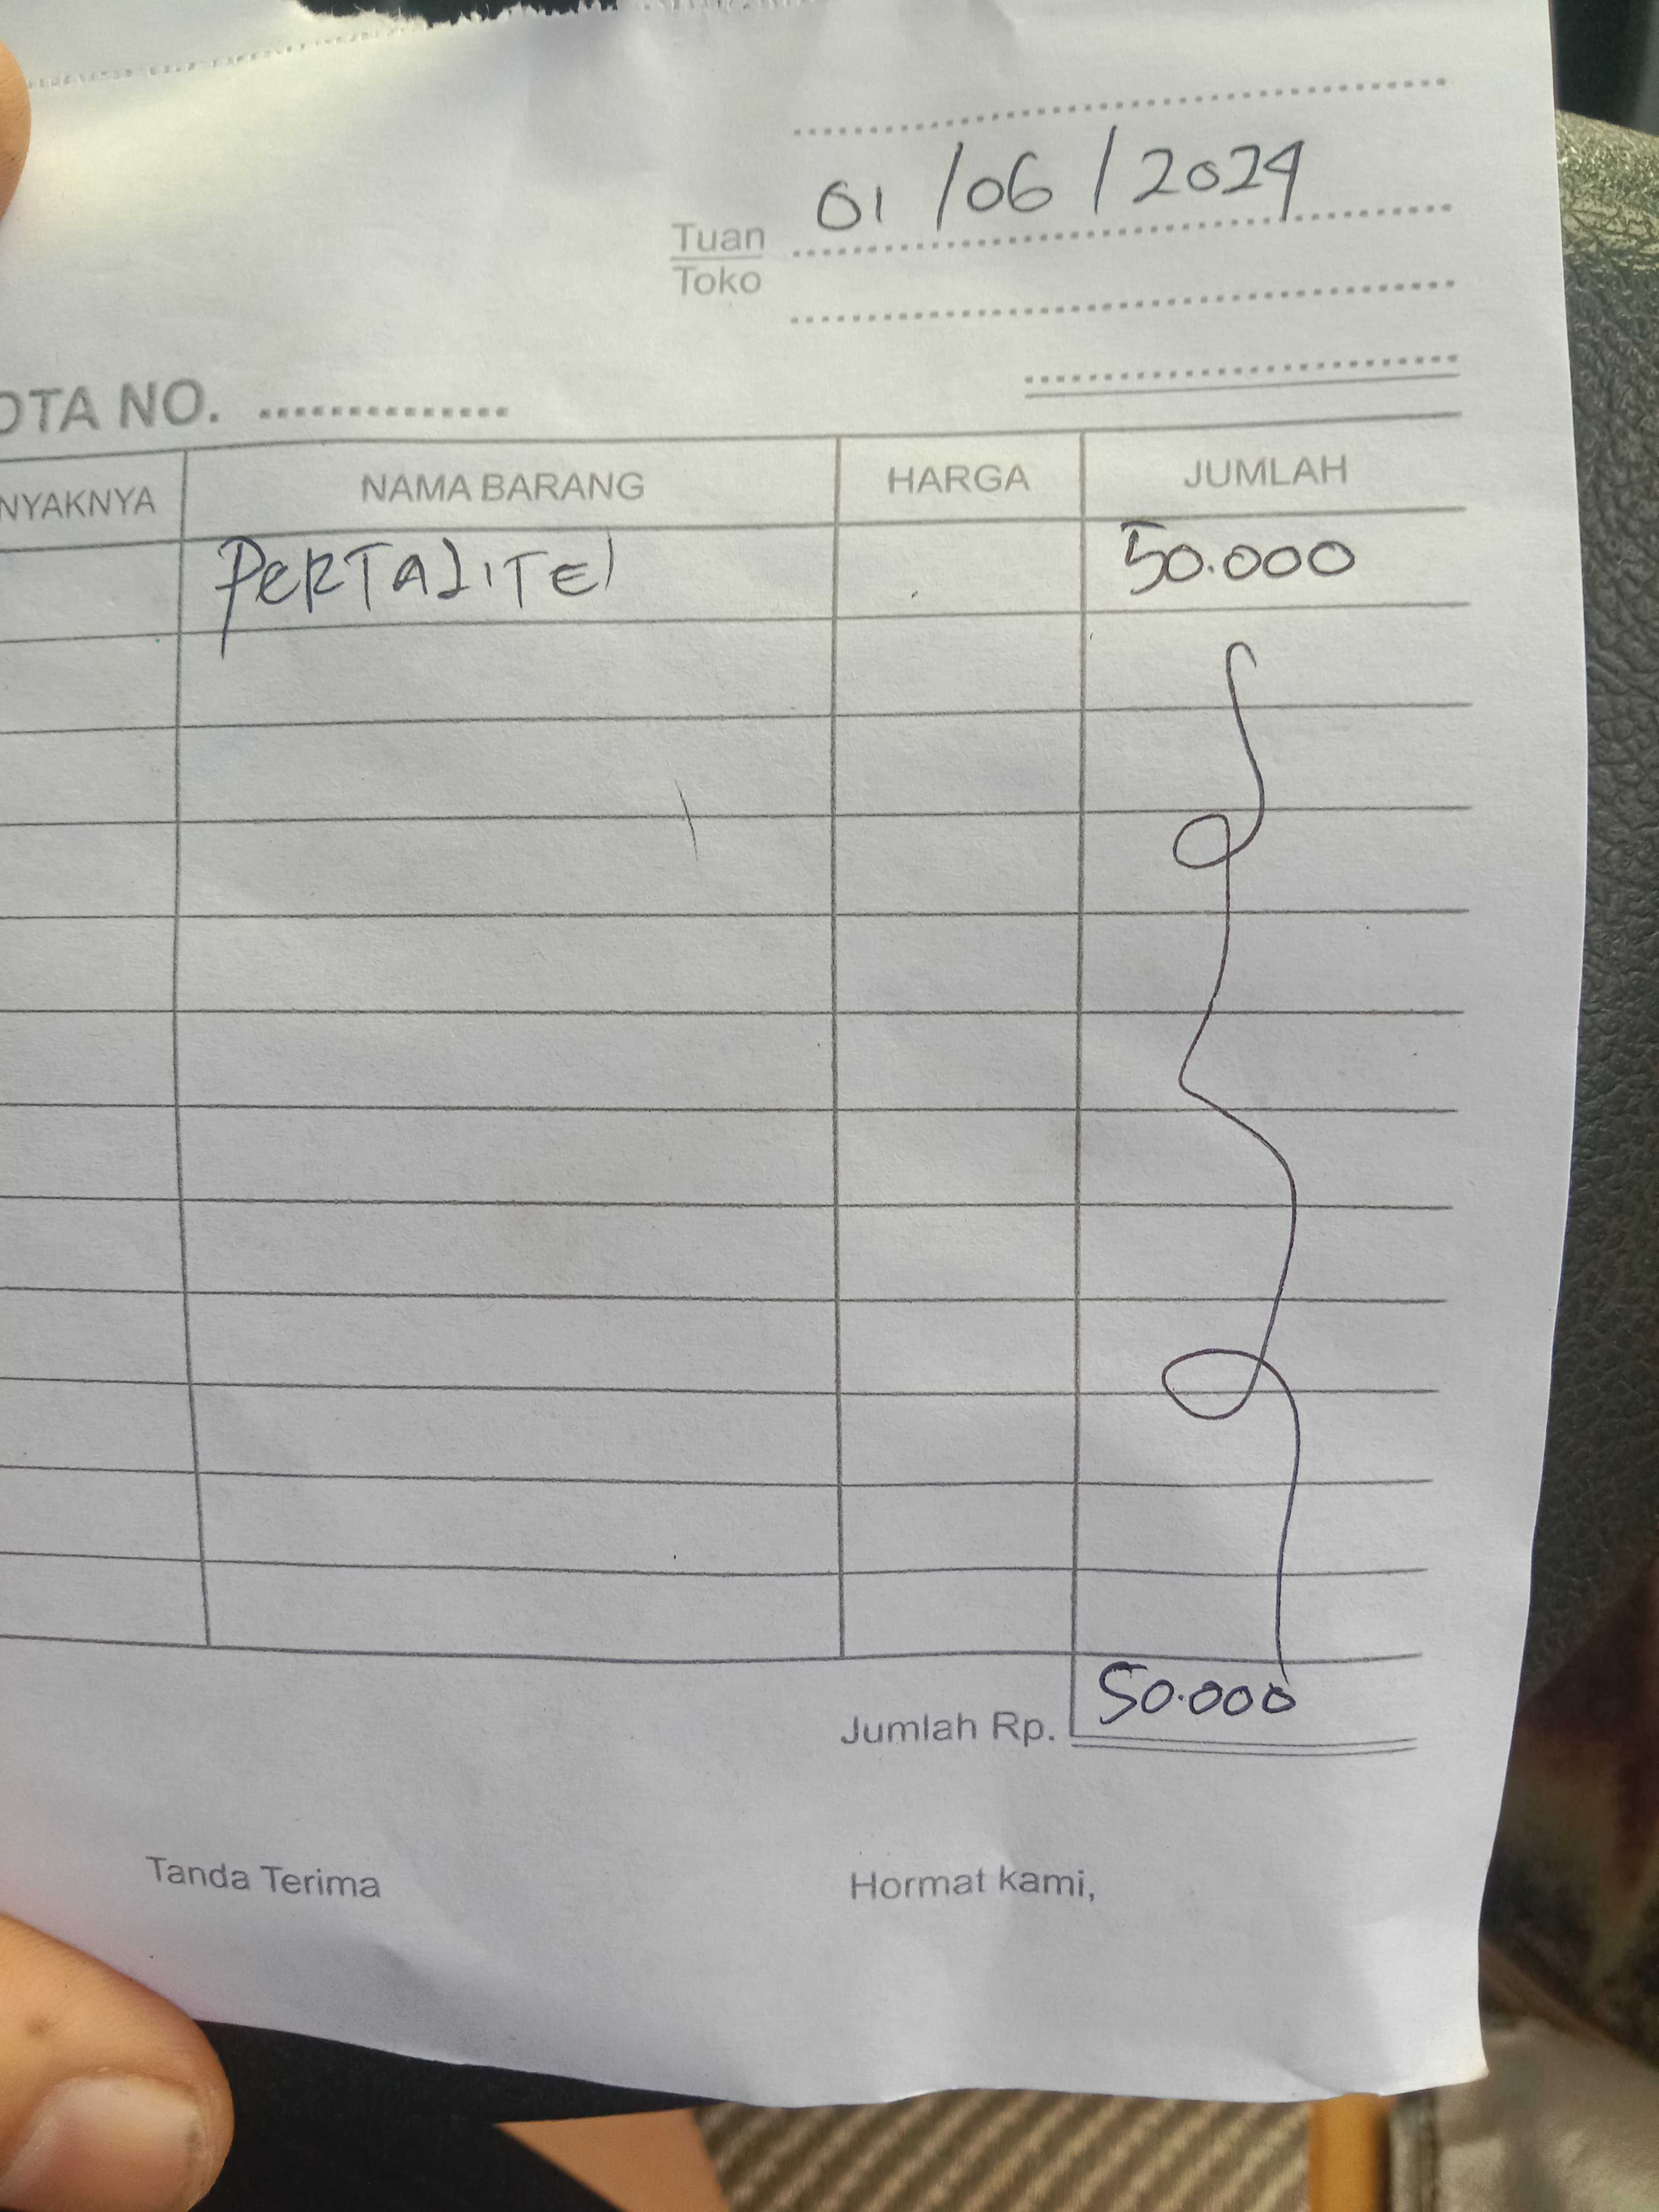 01/06/2024
Tuan
Toko
OTA NO. ..............
NYAKNYA NAMA BARANG HARGA JUMLAH
PERTALITE 50.000
Jumlah Rp. 50.000
Tanda Terima Hormat kami,